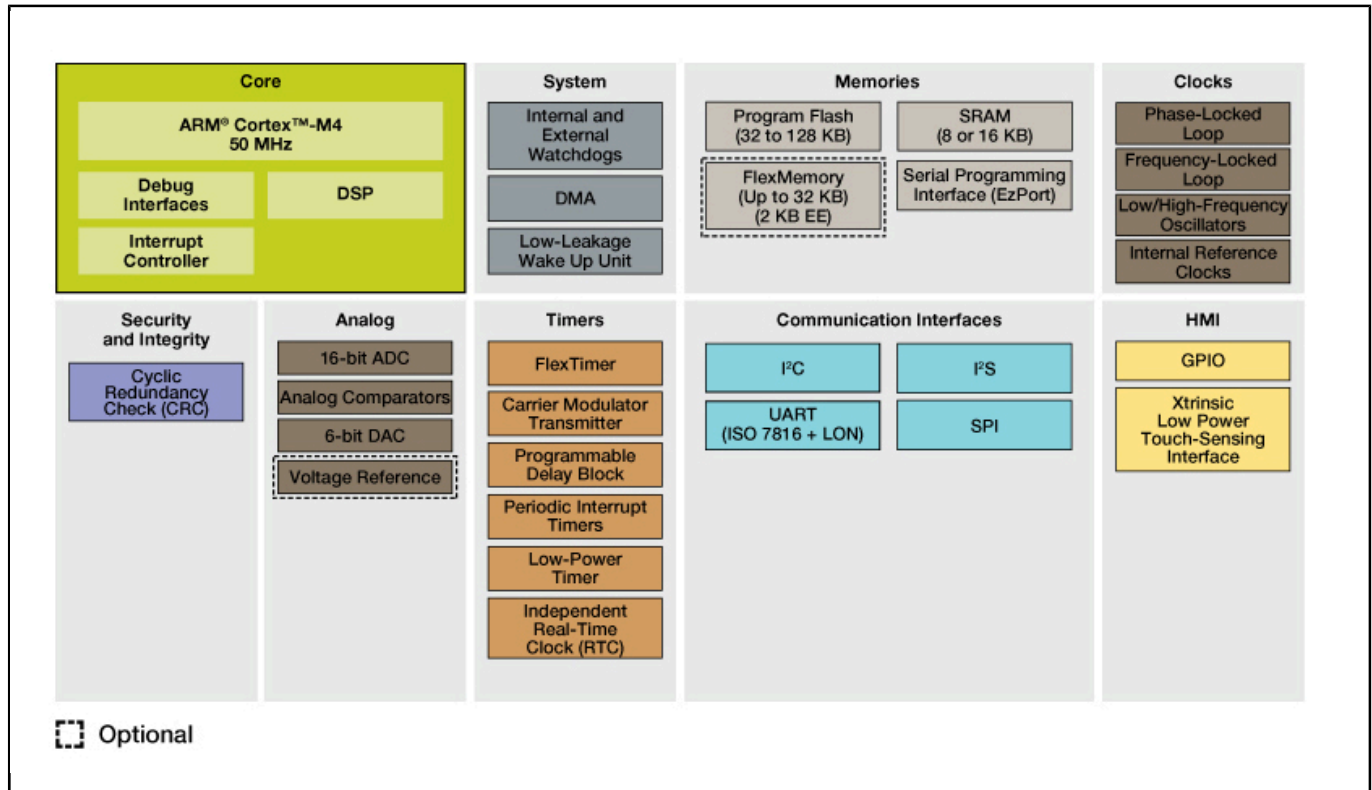 Core
ARM® Cortex™-M4
50 MHz
Debug
Interfaces
DSP
Interrupt
Controller
System
Internal and
External
Watchdogs
DMA
Low-Leakage
Wake Up Unit
Memories
Program Flash
(32 to 128 KB)
SRAM
(8 or 16 KB)
FlexMemory
(Up to 32 KB)
(2 KB EE)
Serial Programming
Interface (EzPort)
Clocks
Phase-Locked
Loop
Frequency-Locked
Loop
Low/High-Frequency
Oscillators
Internal Reference
Clocks
Security
and Integrity
Cyclic
Redundancy
Check (CRC)
Analog
16-bit ADC
Analog Comparators
6-bit DAC
Voltage Reference
Timers
FlexTimer
Carrier Modulator
Transmitter
Programmable
Delay Block
Periodic Interrupt
Timers
Low-Power
Timer
Independent
Real-Time
Clock (RTC)
Communication Interfaces
I²C
I²S
UART
(ISO 7816 + LON)
SPI
HMI
GPIO
Xtrinsic
Low Power
Touch-Sensing
Interface
Optional